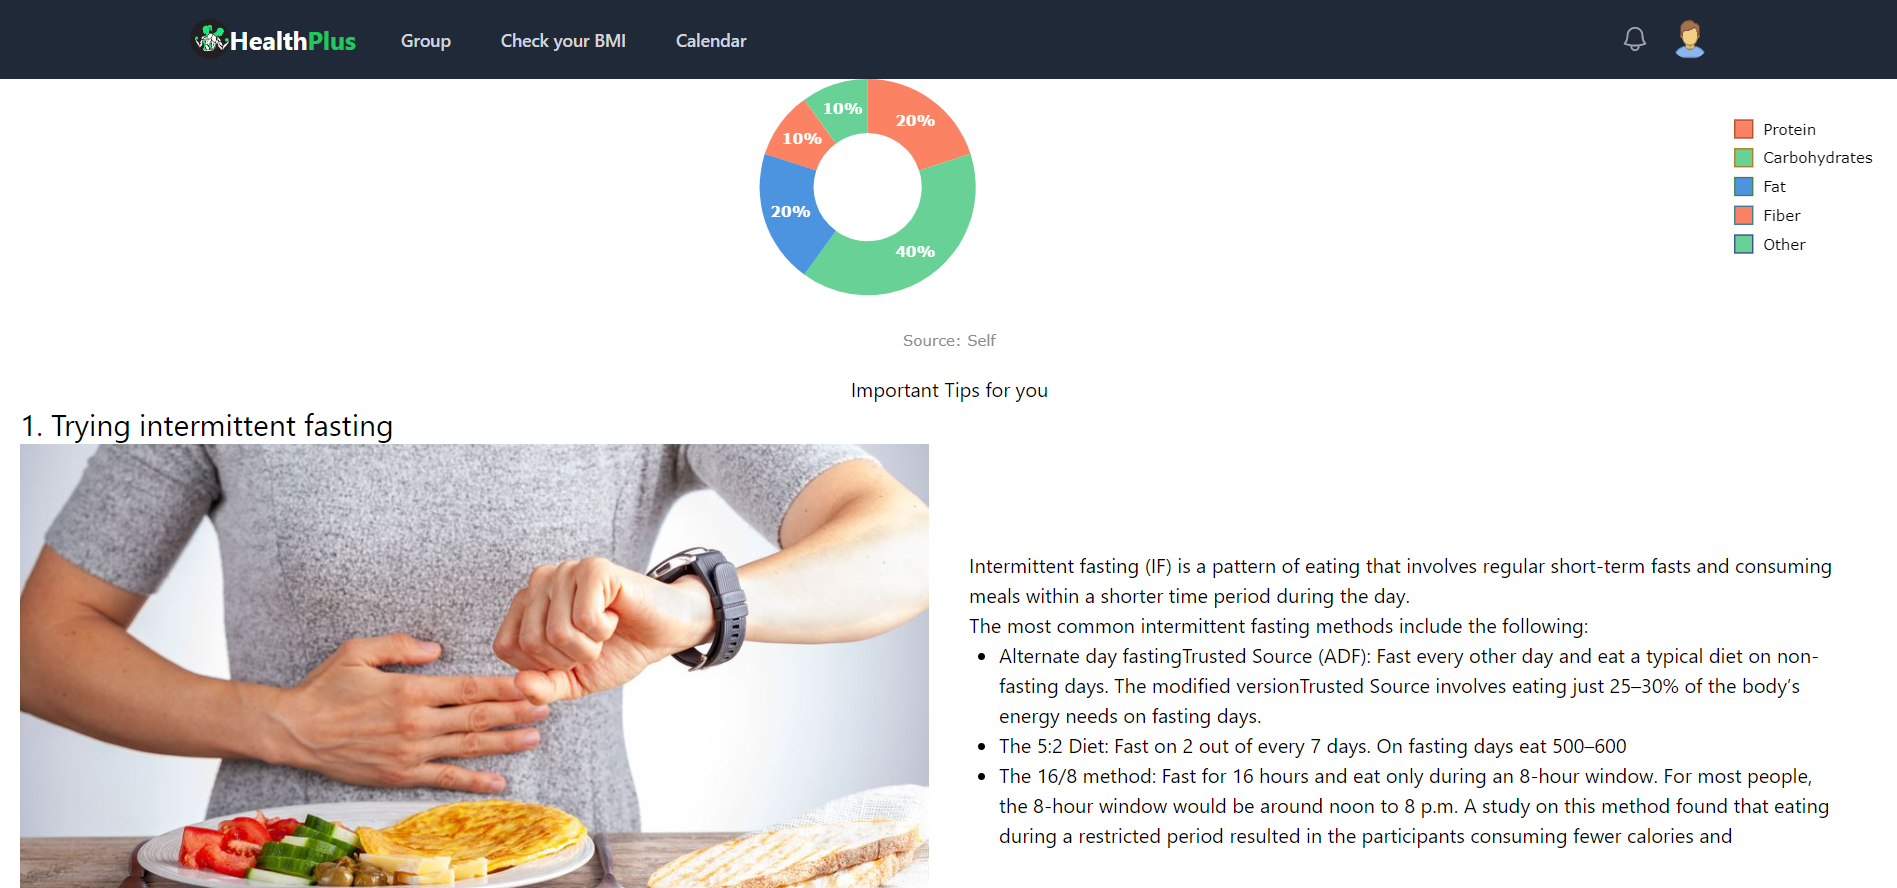 HealthPlus Group Check your BMI Calendar
10% 20%
10%
20%
40%
Protein
Carbohydrates
Fat
Fiber
Other
Source: Self
Important Tips for you
1. Trying intermittent fasting
Intermittent fasting (IF) is a pattern of eating that involves regular short-term fasts and consuming
meals within a shorter time period during the day.
The most common intermittent fasting methods include the following:
• Alternate day fastingTrusted Source (ADF): Fast every other day and eat a typical diet on non-
fasting days. The modified versionTrusted Source involves eating just 25–30% of the body’s
energy needs on fasting days.
• The 5:2 Diet: Fast on 2 out of every 7 days. On fasting days eat 500–600
• The 16/8 method: Fast for 16 hours and eat only during an 8-hour window. For most people,
the 8-hour window would be around noon to 8 p.m. A study on this method found that eating
during a restricted period resulted in the participants consuming fewer calories and